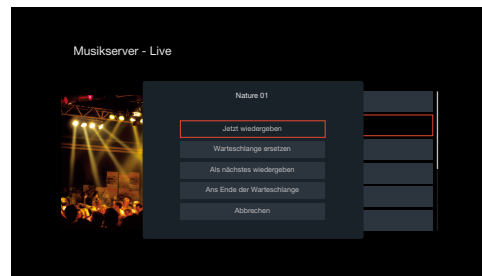 Musikserver - Live
Nature 01
Jetzt wiedergeben
Warteschlange ersetzen
Als nächstes wiedergeben
Ans Ende der Warteschlange
Abbrechen